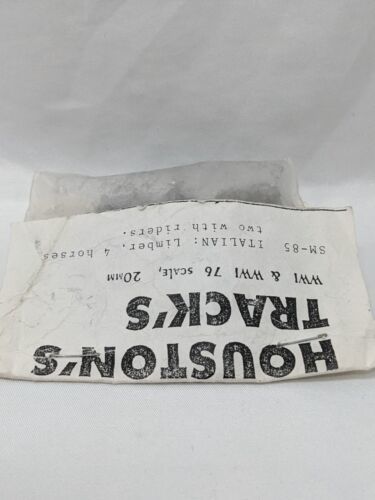 HOUSTON'S
TRACK'S
WWI & WWI 76 SCALE, 20MM
SM-85 ITALIAN: Limber, 4 horses
two with riders.